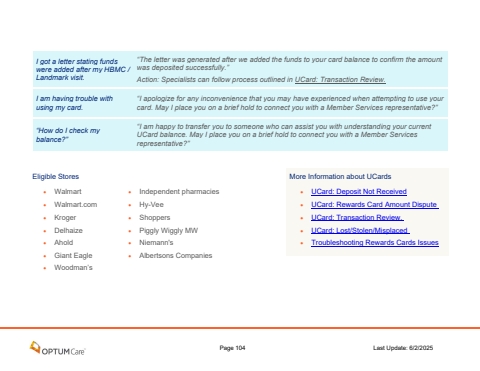 I got a letter stating funds
were added after my HBMC /
Landmark visit.
"The letter was generated after we added the funds to your card balance to confirm the amount
was deposited successfully."
Action: Specialists can follow process outlined in UCard: Transaction Review.
I am having trouble with
using my card.
"I apologize for any inconvenience that you may have experienced when attempting to use your
card. May I place you on a brief hold to connect you with a Member Services representative?"
"How do I check my
balance?"
"I am happy to transfer you to someone who can assist you with understanding your current
UCard balance. May I place you on a brief hold to connect you with a Member Services
representative?"
Eligible Stores
Walmart
Walmart.com
Kroger
Delhaize
Ahold
Giant Eagle
Woodman's
Independent pharmacies
Hy-Vee
Shoppers
Piggly Wiggly MW
Niemann's
Albertsons Companies
More Information about UCards
UCard: Deposit Not Received
UCard: Rewards Card Amount Dispute
UCard: Transaction Review.
UCard: Lost/Stolen/Misplaced
Troubleshooting Rewards Cards Issues
OPTUMCare
Page 104
Last Update: 6/2/2025